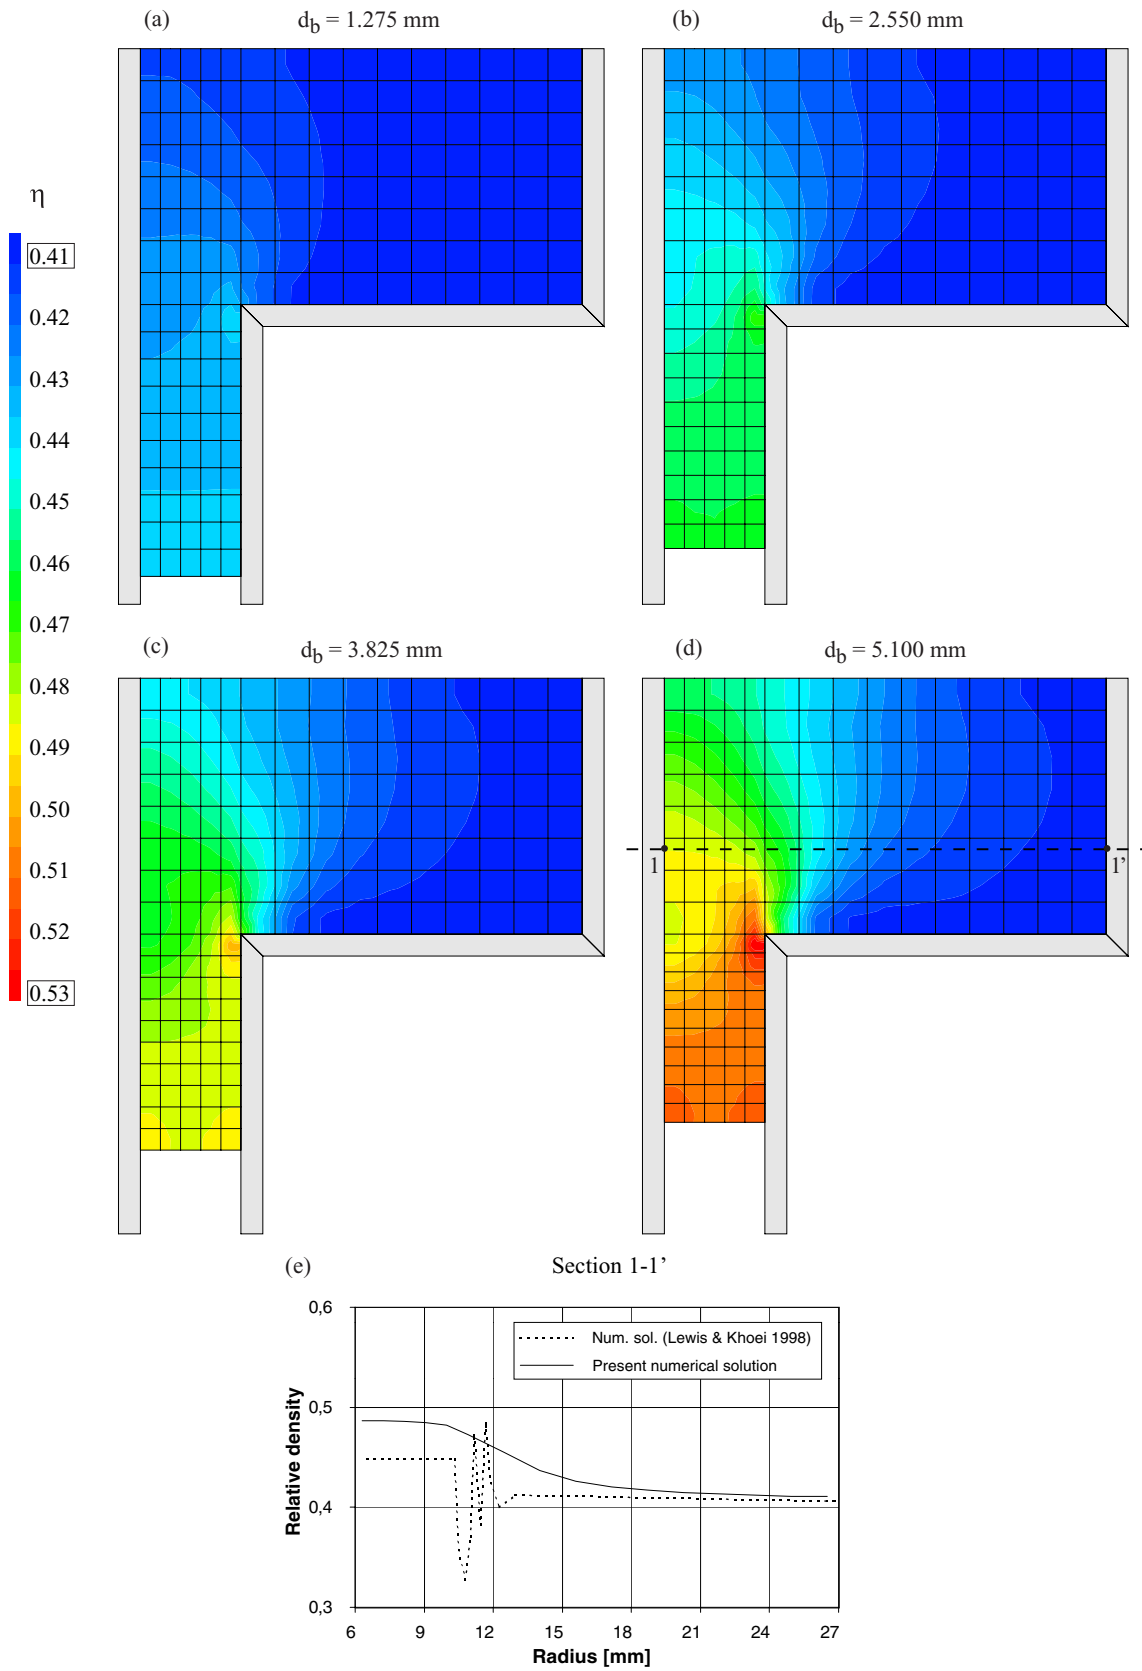 (a) d_b = 1.275 mm
(b) d_b = 2.550 mm
η
0.41
0.42
0.43
0.44
0.45
0.46
0.47
0.48
0.49
0.50
0.51
0.52
0.53
(c) d_b = 3.825 mm
(d) d_b = 5.100 mm
1 1’
(e) Section 1-1’
0,6
0,5
0,4
0,3
Relative density
Num. sol. (Lewis & Khoei 1998)
Present numerical solution
6 9 12 15 18 21 24 27
Radius [mm]